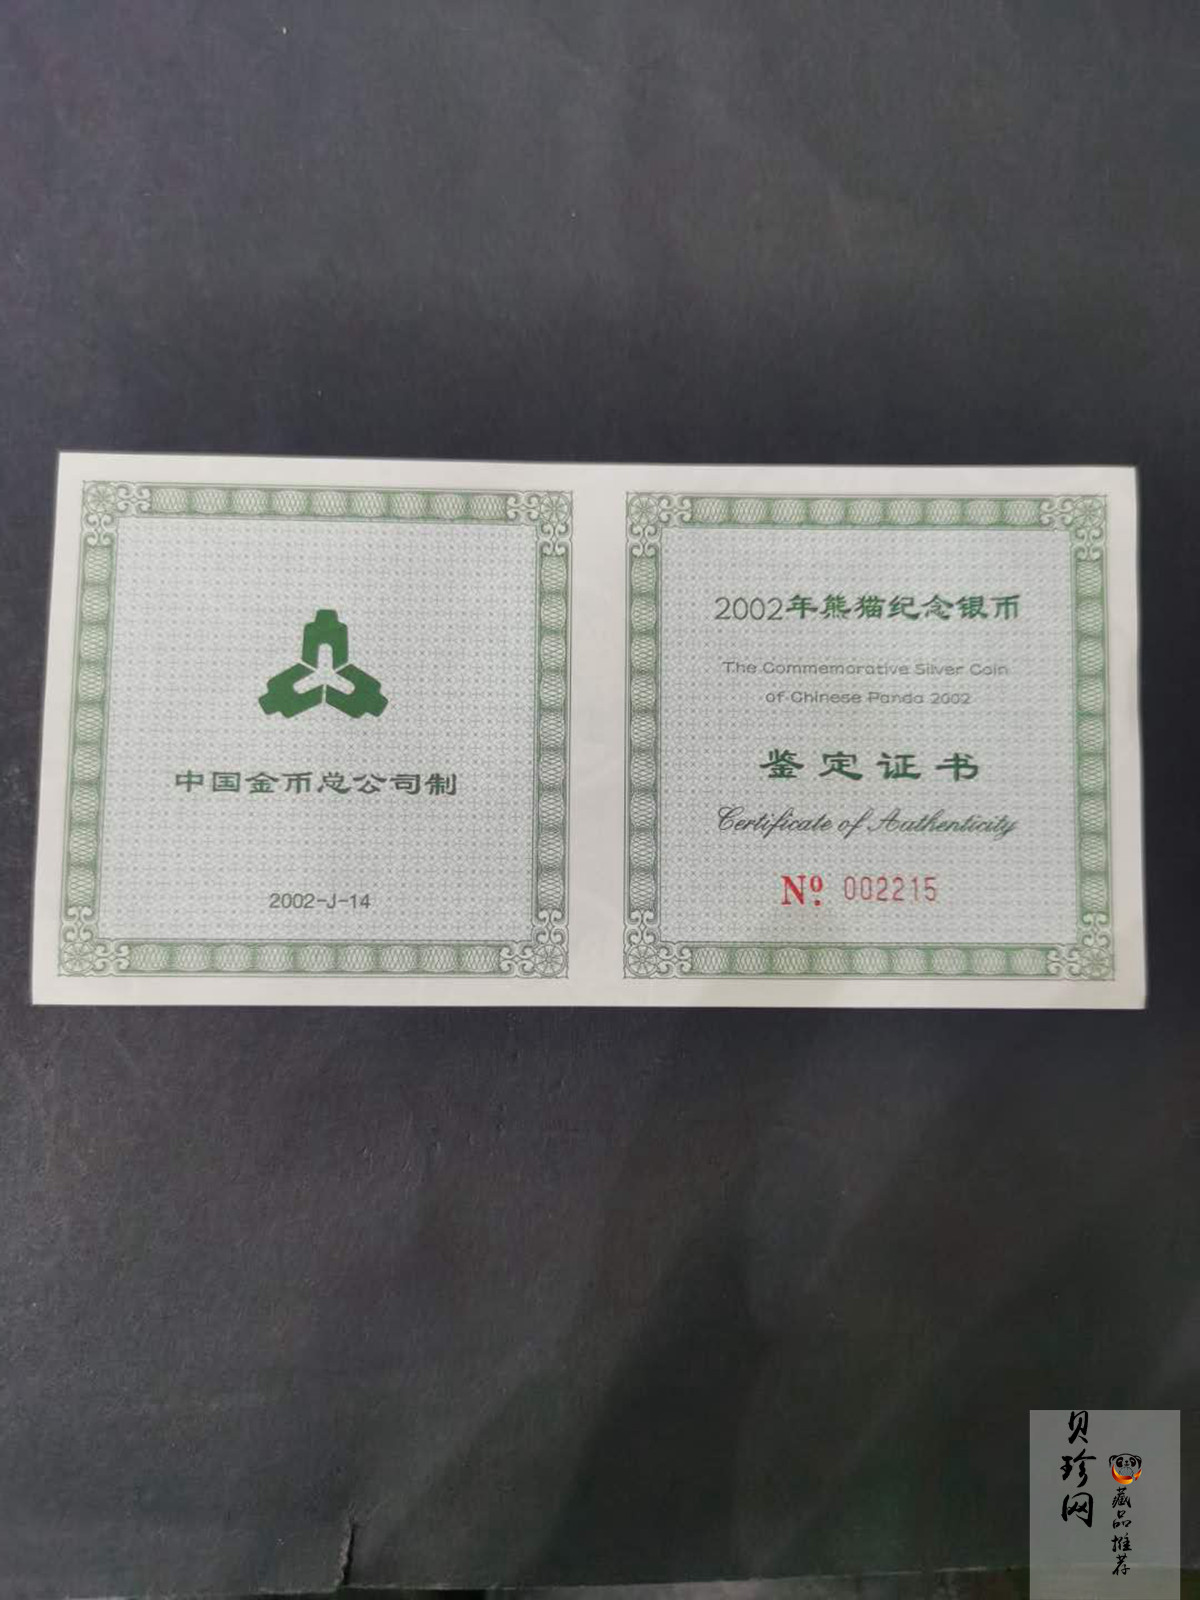 中国金币总公司制
2002-J-14
2002年熊猫纪念银币
The Commemorative Silver Coin
of Chinese Panda 2002
鉴定证书
Certificate of Authenticity
Nº. 002215
贝珍网
藏品推荐